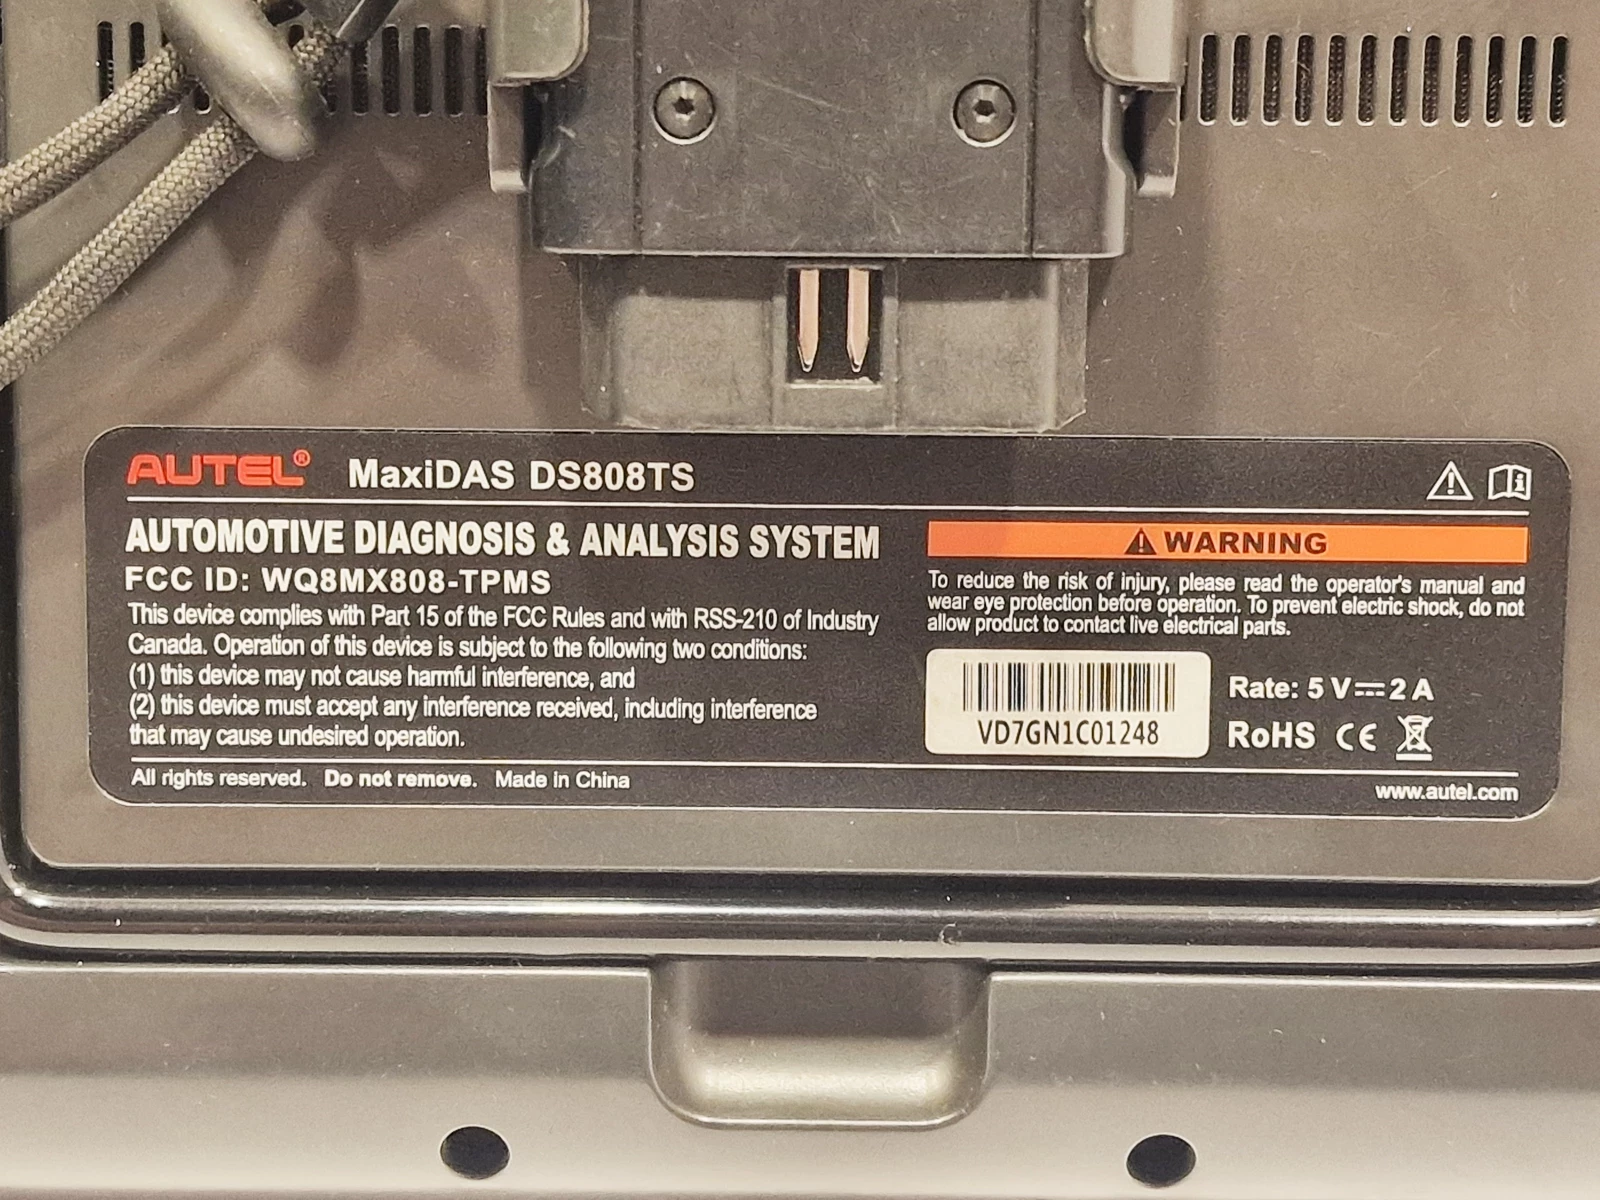 AUTEL® MaxiDAS DS808TS
AUTOMOTIVE DIAGNOSIS & ANALYSIS SYSTEM
FCC ID: WQ8MX808-TPMS
This device complies with Part 15 of the FCC Rules and with RSS-210 of Industry
Canada. Operation of this device is subject to the following two conditions:
(1) this device may not cause harmful interference, and
(2) this device must accept any interference received, including interference
that may cause undesired operation.
WARNING
To reduce the risk of injury, please read the operator's manual and
wear eye protection before operation. To prevent electric shock, do not
allow product to contact live electrical parts.
VD7GN1C01248
Rate: 5 V⎓2 A
RoHS CE
All rights reserved. Do not remove. Made in China
www.autel.com